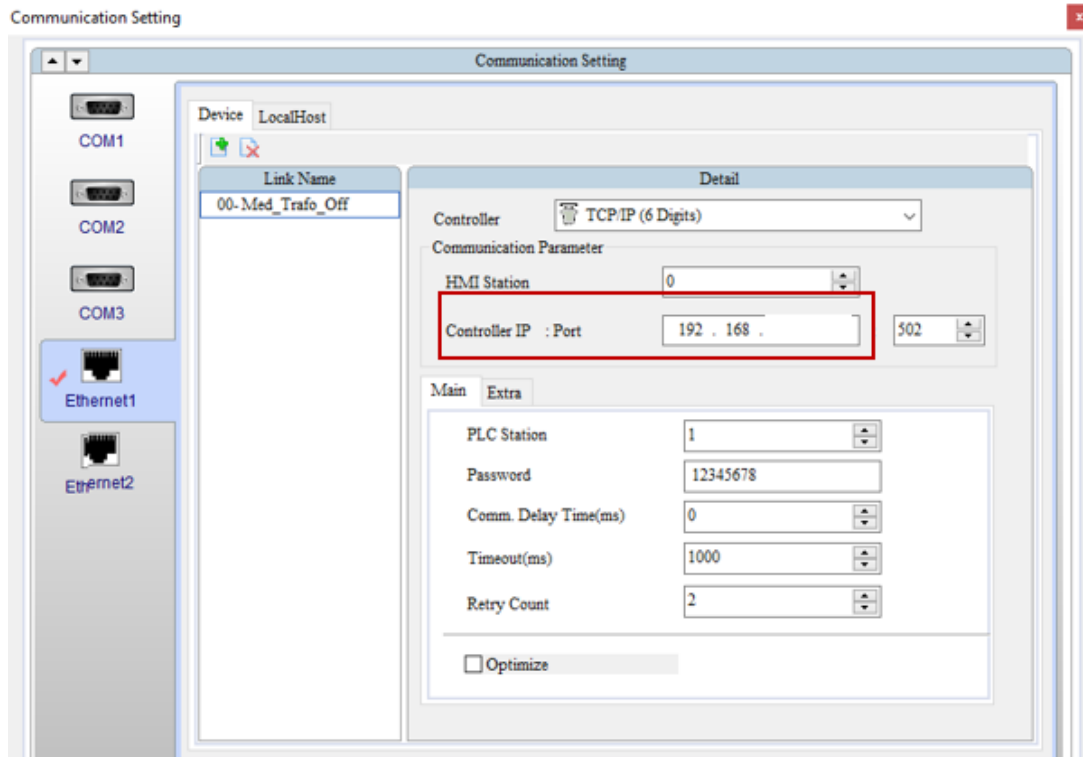 Communication Setting
x
Communication Setting
COM1
COM2
COM3
Ethernet1
Ethernet2
Device LocalHost
Link Name
00- Med_Trafo_Off
Detail
Controller TCP/IP (6 Digits)
Communication Parameter
HMI Station 0
Controller IP : Port 192 . 168 . 502
Main Extra
PLC Station 1
Password 12345678
Comm. Delay Time(ms) 0
Timeout(ms) 1000
Retry Count 2
Optimize